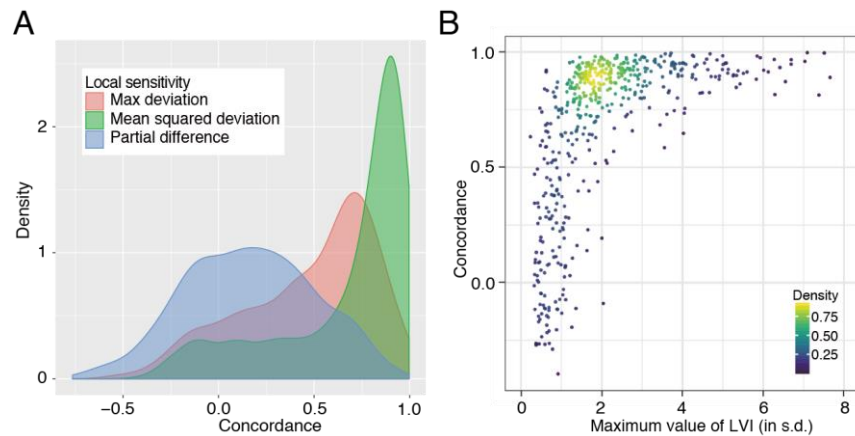 A
Local sensitivity
Max deviation
Mean squared deviation
Partial difference
Density
2
1
0
−0.5
0.0
0.5
1.0
Concordance
B
Concordance
1.0
0.5
0.0
Density
0.75
0.50
0.25
0
2
4
6
8
Maximum value of LVI (in s.d.)